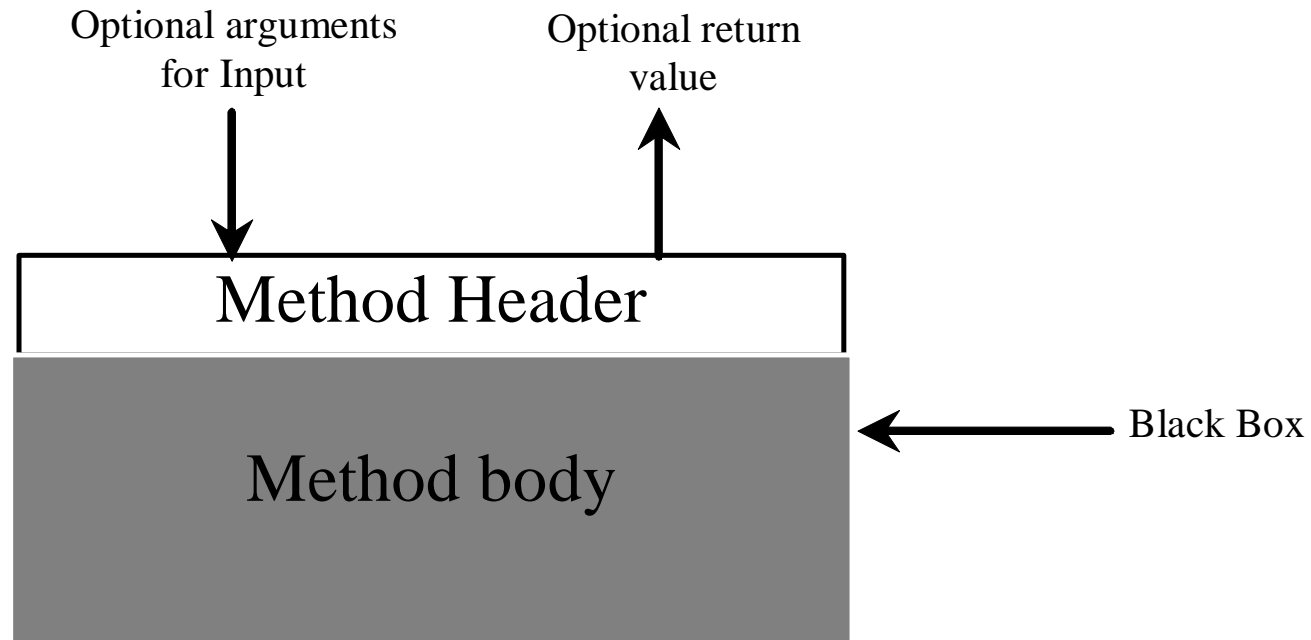 Optional arguments
for Input
Optional return
value
Method Header
Black Box
Method body